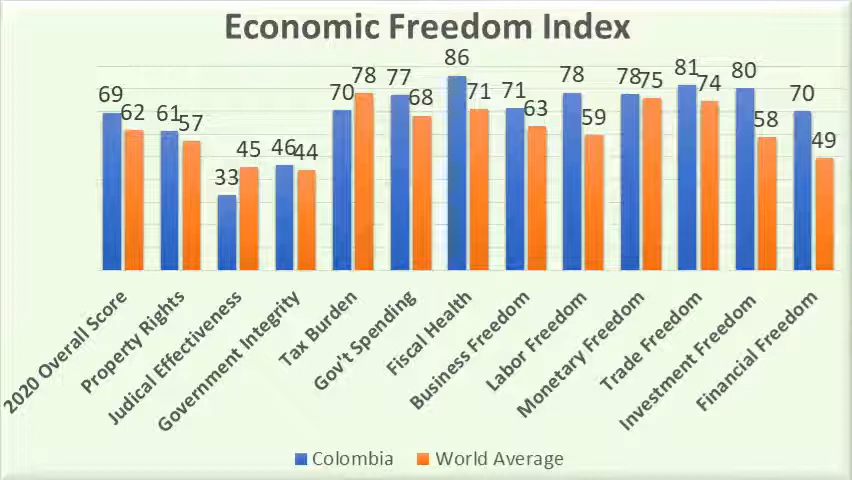 Economic Freedom Index
69 62 61 57 33 45 46 44 70 78 77 68 86 71 71 63 78 59 78 75 81 74 80 58 70 49
2020 Overall Score
Property Rights
Judical Effectiveness
Government Integrity
Tax Burden
Gov't Spending
Fiscal Health
Business Freedom
Labor Freedom
Monetary Freedom
Trade Freedom
Investment Freedom
Financial Freedom
Colombia World Average